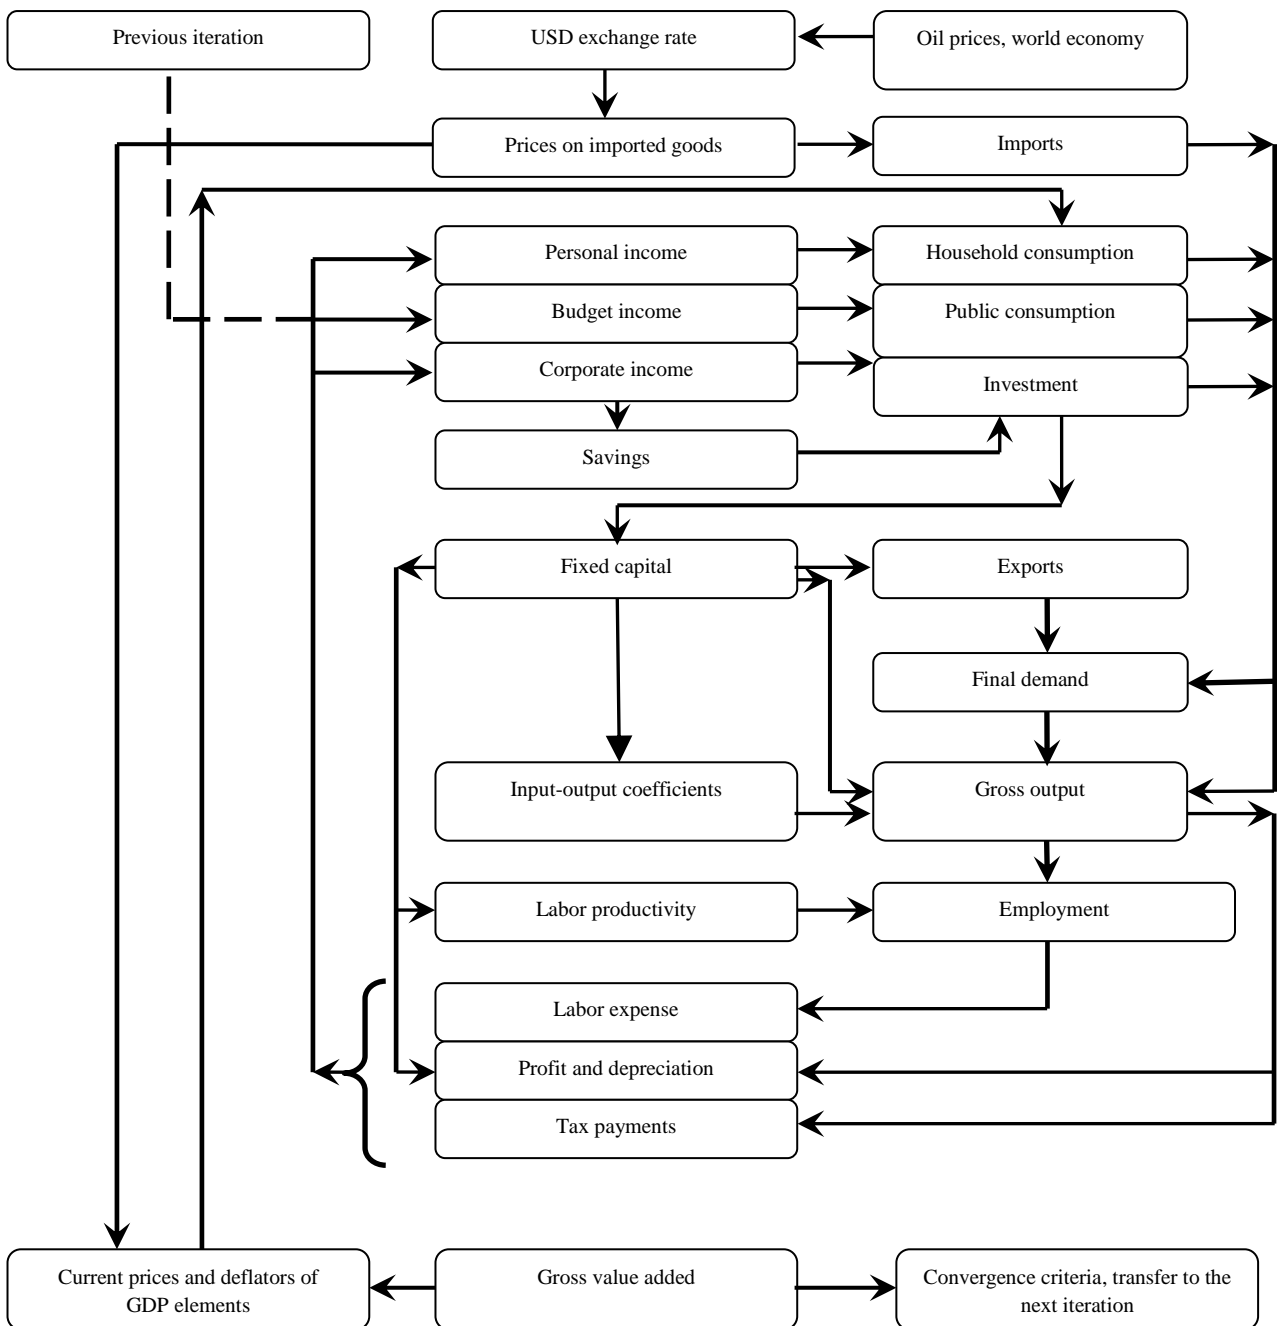 Previous iteration
USD exchange rate
Oil prices, world economy
Prices on imported goods
Imports
Personal income
Household consumption
Budget income
Public consumption
Corporate income
Investment
Savings
Fixed capital
Exports
Final demand
Input-output coefficients
Gross output
Labor productivity
Employment
Labor expense
Profit and depreciation
Tax payments
Current prices and deflators of
GDP elements
Gross value added
Convergence criteria, transfer to the
next iteration